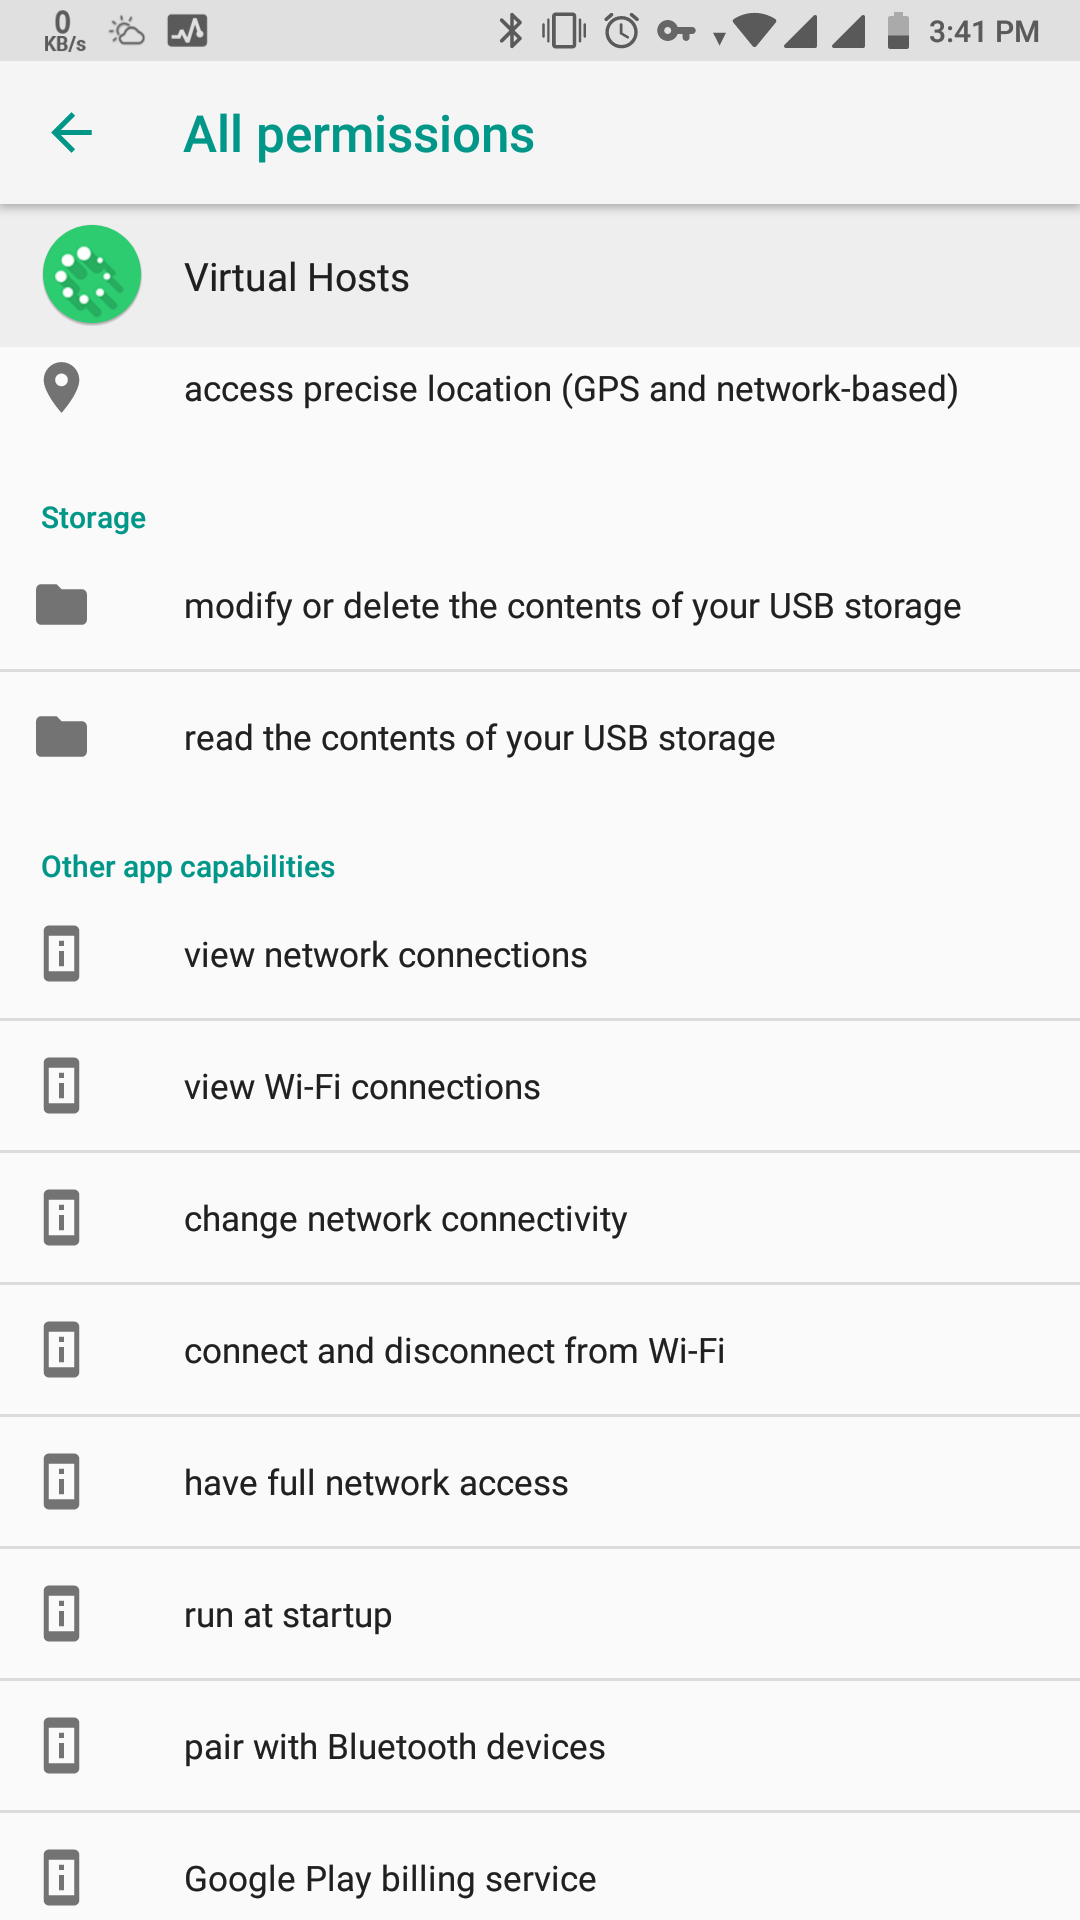 0
KB/s
3:41 PM
All permissions
Virtual Hosts
access precise location (GPS and network-based)
Storage
modify or delete the contents of your USB storage
read the contents of your USB storage
Other app capabilities
view network connections
view Wi-Fi connections
change network connectivity
connect and disconnect from Wi-Fi
have full network access
run at startup
pair with Bluetooth devices
Google Play billing service